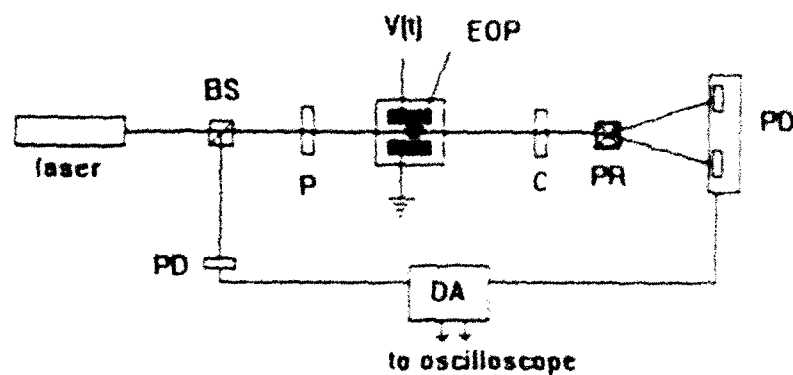 V(t)
EOP
BS
PD
laser
P
C
PR
PD
DA
to oscilloscope